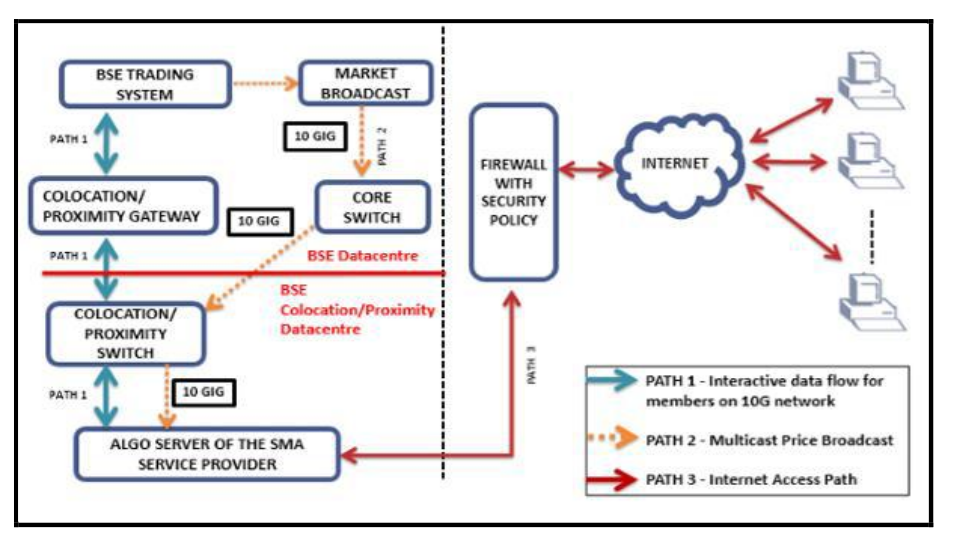 BSE TRADING
SYSTEM
MARKET
BROADCAST
PATH 1
10 GIG
PATH 2
COLOCATION/
PROXIMITY GATEWAY
CORE
SWITCH
10 GIG
PATH 1
BSE Datacentre
BSE
Colocation/Proximity
Datacentre
COLOCATION/
PROXIMITY
SWITCH
PATH 1
10 GIG
ALGO SERVER OF THE SMA
SERVICE PROVIDER
FIREWALL
WITH
SECURITY
POLICY
INTERNET
PATH 3
PATH 1 - Interactive data flow for
members on 10G network
PATH 2 - Multicast Price Broadcast
PATH 3 - Internet Access Path